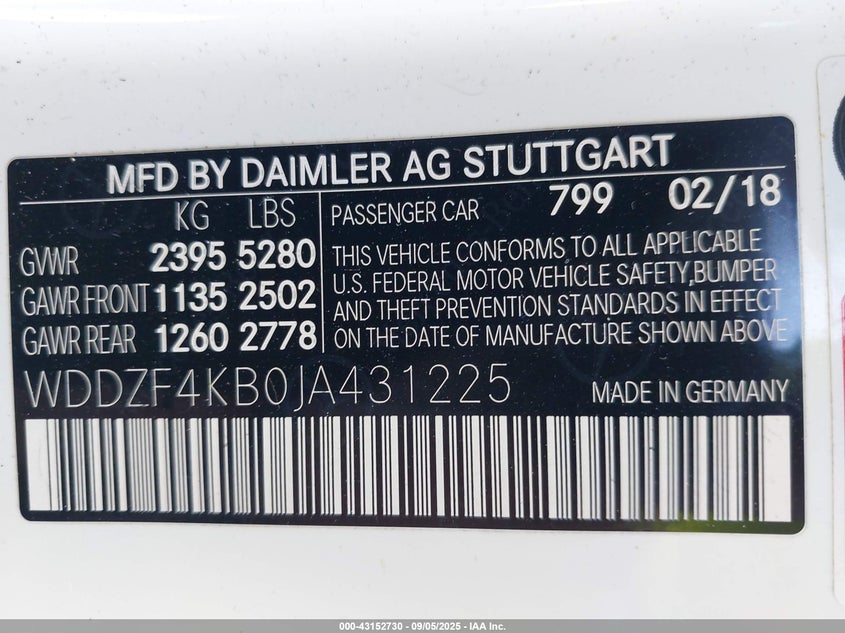 MFD BY DAIMLER AG STUTTGART
KG LBS
GVWR 2395 5280
GAWR FRONT 1135 2502
GAWR REAR 1260 2778
PASSENGER CAR 799 02/18
THIS VEHICLE CONFORMS TO ALL APPLICABLE
U.S. FEDERAL MOTOR VEHICLE SAFETY,BUMPER
AND THEFT PREVENTION STANDARDS IN EFFECT
ON THE DATE OF MANUFACTURE SHOWN ABOVE
WDDZF4KB0JA431225 MADE IN GERMANY
000-43152730 - 09/05/2025 - IAA Inc.